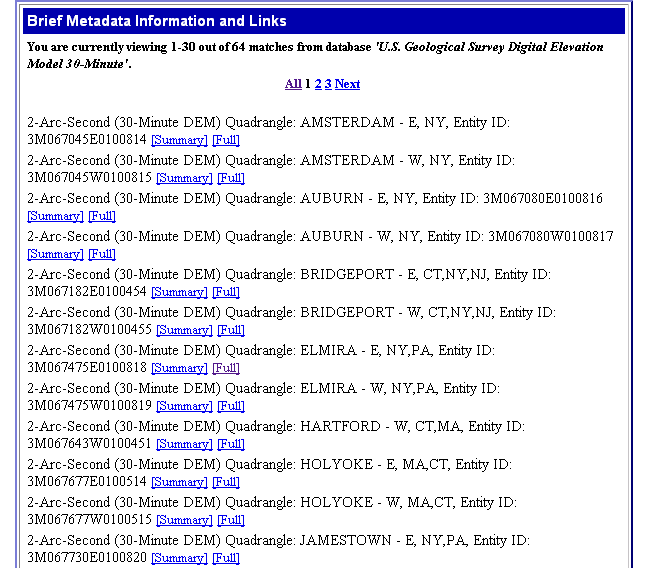 Brief Metadata Information and Links
You are currently viewing 1-30 out of 64 matches from database 'U.S. Geological Survey Digital Elevation
Model 30-Minute'.
All 1 2 3 Next
2-Arc-Second (30-Minute DEM) Quadrangle: AMSTERDAM - E, NY, Entity ID:
3M067045E0100814 [Summary] [Full]
2-Arc-Second (30-Minute DEM) Quadrangle: AMSTERDAM - W, NY, Entity ID:
3M067045W0100815 [Summary] [Full]
2-Arc-Second (30-Minute DEM) Quadrangle: AUBURN - E, NY, Entity ID: 3M067080E0100816
[Summary] [Full]
2-Arc-Second (30-Minute DEM) Quadrangle: AUBURN - W, NY, Entity ID: 3M067080W0100817
[Summary] [Full]
2-Arc-Second (30-Minute DEM) Quadrangle: BRIDGEPORT - E, CT,NY,NJ, Entity ID:
3M067182E0100454 [Summary] [Full]
2-Arc-Second (30-Minute DEM) Quadrangle: BRIDGEPORT - W, CT,NY,NJ, Entity ID:
3M067182W0100455 [Summary] [Full]
2-Arc-Second (30-Minute DEM) Quadrangle: ELMIRA - E, NY,PA, Entity ID:
3M067475E0100818 [Summary] [Full]
2-Arc-Second (30-Minute DEM) Quadrangle: ELMIRA - W, NY,PA, Entity ID:
3M067475W0100819 [Summary] [Full]
2-Arc-Second (30-Minute DEM) Quadrangle: HARTFORD - W, CT,MA, Entity ID:
3M067643W0100451 [Summary] [Full]
2-Arc-Second (30-Minute DEM) Quadrangle: HOLYOKE - E, MA,CT, Entity ID:
3M067677E0100514 [Summary] [Full]
2-Arc-Second (30-Minute DEM) Quadrangle: HOLYOKE - W, MA,CT, Entity ID:
3M067677W0100515 [Summary] [Full]
2-Arc-Second (30-Minute DEM) Quadrangle: JAMESTOWN - E, NY,PA, Entity ID:
3M067730E0100820 [Summary] [Full]